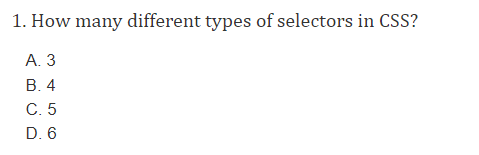 1. How many different types of selectors in CSS?
A. 3
B. 4
C. 5
D. 6